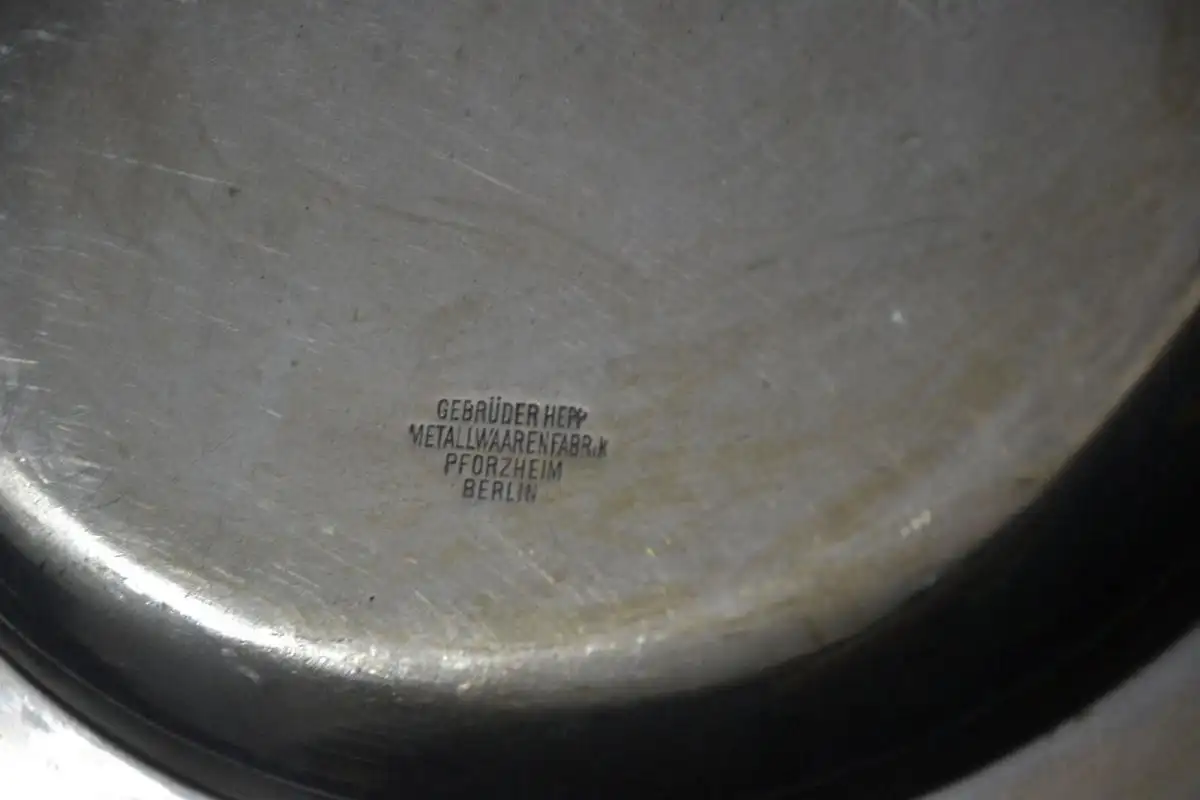 GEBRÜDER HEPP
METALLWAARENFABRIK
PFORZHEIM
BERLIN